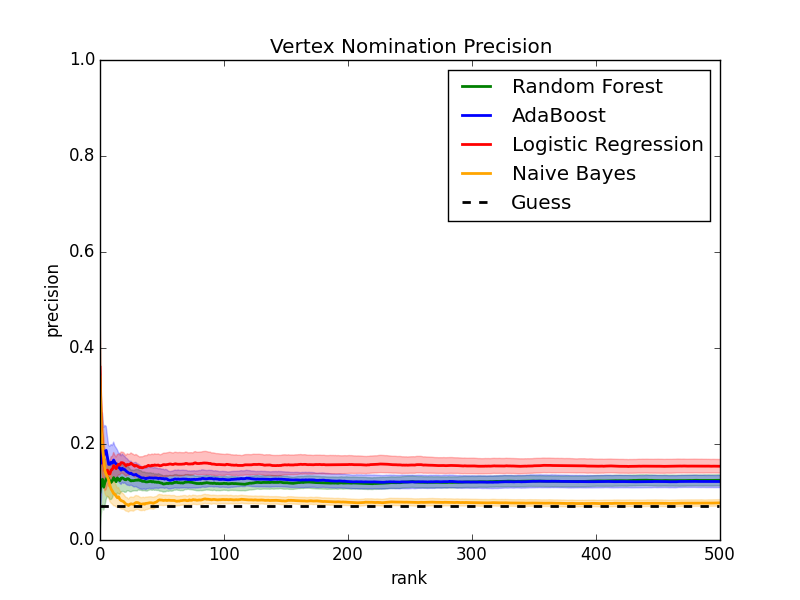 Vertex Nomination Precision
1.0
0.8
0.6
0.4
0.2
0.0
precision
Random Forest
AdaBoost
Logistic Regression
Naive Bayes
Guess
0 100 200 300 400 500
rank